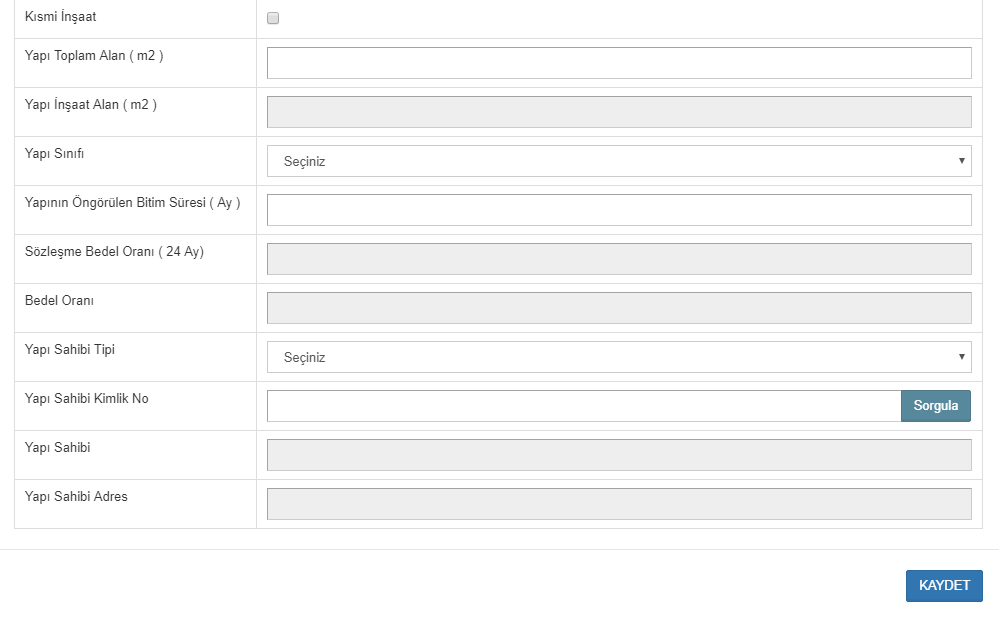 Kısmi İnşaat
Yapı Toplam Alan ( m2 )
Yapı İnşaat Alan ( m2 )
Yapı Sınıfı
Seçiniz
Yapının Öngörülen Bitim Süresi ( Ay )
Sözleşme Bedel Oranı ( 24 Ay)
Bedel Oranı
Yapı Sahibi Tipi
Seçiniz
Yapı Sahibi Kimlik No
Sorgula
Yapı Sahibi
Yapı Sahibi Adres
KAYDET